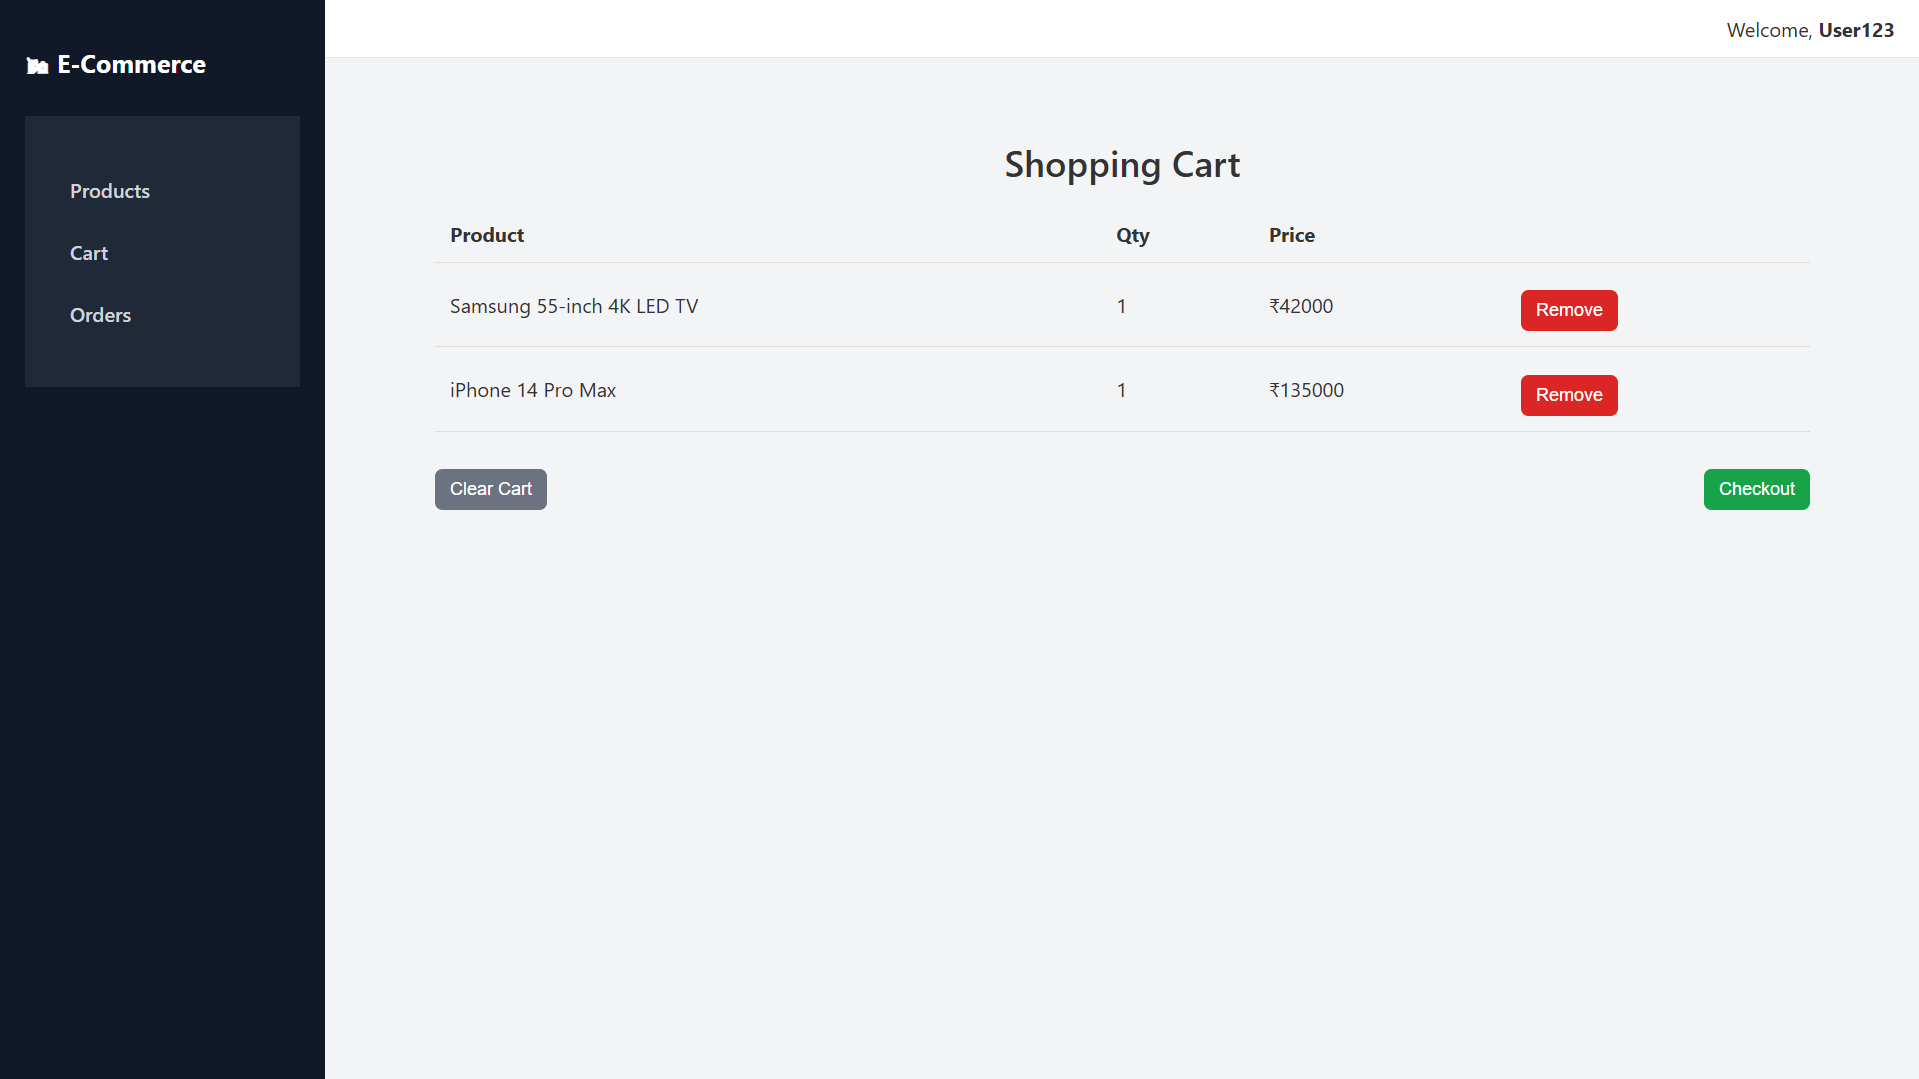 Welcome, User123
E-Commerce
Products
Cart
Orders
Shopping Cart
Product Qty Price
Samsung 55-inch 4K LED TV 1 ₹42000 Remove
iPhone 14 Pro Max 1 ₹135000 Remove
Clear Cart Checkout